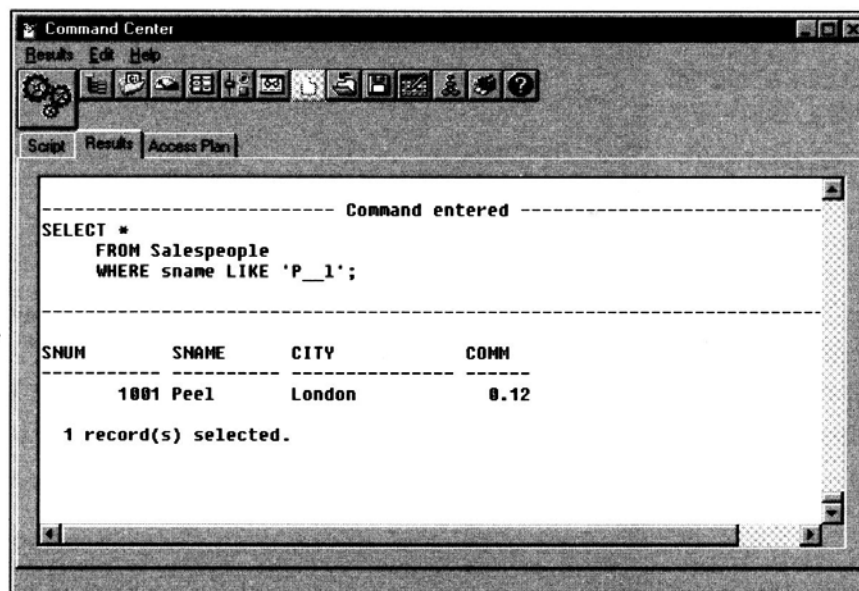 Command Center
Results Edit Help
Script Results Access Plan
---------------------------- Command entered ----------------------------
SELECT *
     FROM Salespeople
     WHERE sname LIKE 'P__l';
--------------------------------------------------------------------------
SNUM        SNAME       CITY            COMM
----------- ----------- --------------- ------
       1001 Peel        London            0.12
  1 record(s) selected.